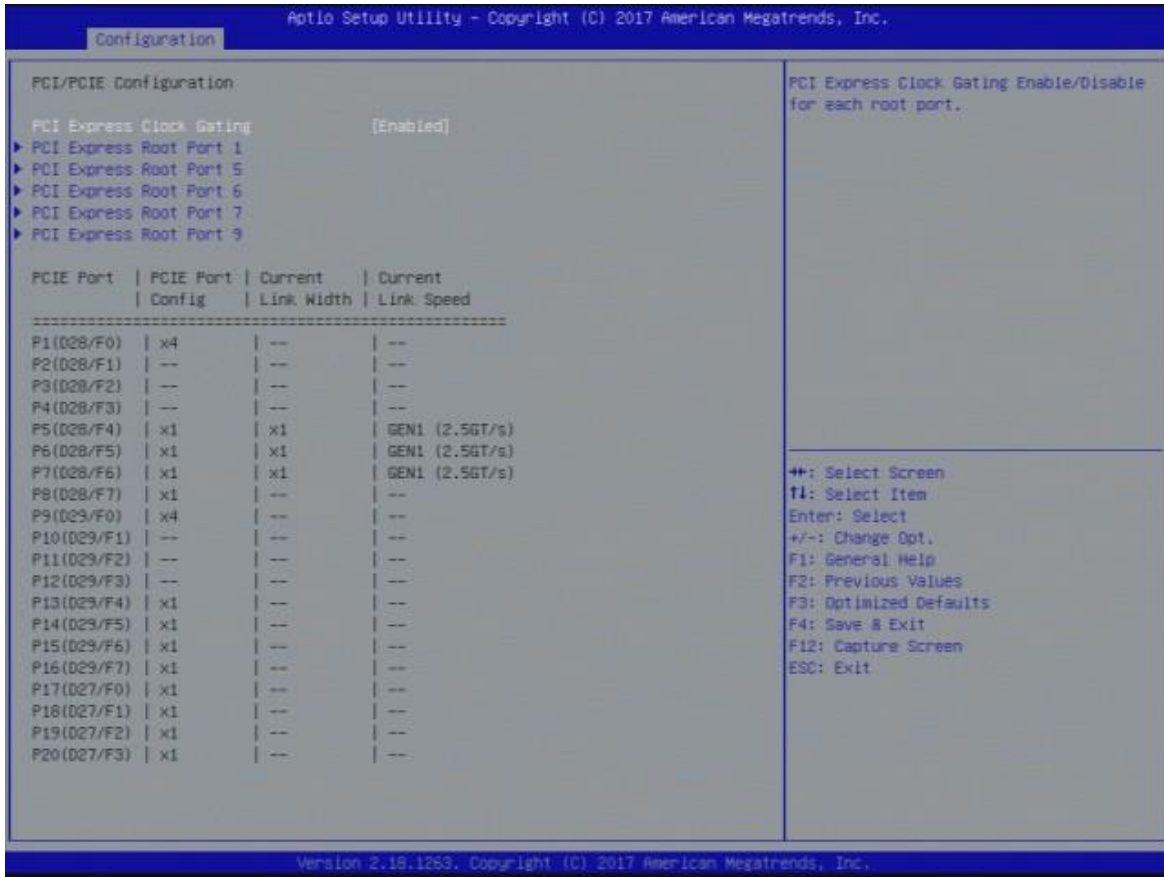 Aptio Setup Utility - Copyright (C) 2017 American Megatrends, Inc.
Configuration
PCI/PCIE Configuration
PCI Express Clock Gating [Enabled]
PCI Express Root Port 1
PCI Express Root Port 5
PCI Express Root Port 6
PCI Express Root Port 7
PCI Express Root Port 9
PCIE Port | PCIE Port | Current | Current
| Config | Link Width | Link Speed
====================================================
P1(D28/F0) | x4 | -- | --
P2(D28/F1) | -- | -- | --
P3(D28/F2) | -- | -- | --
P4(D28/F3) | -- | -- | --
P5(D28/F4) | x1 | x1 | GEN1 (2.5GT/s)
P6(D28/F5) | x1 | x1 | GEN1 (2.5GT/s)
P7(D28/F6) | x1 | x1 | GEN1 (2.5GT/s)
P8(D28/F7) | x1 | -- | --
P9(D29/F0) | x4 | -- | --
P10(D29/F1) | -- | -- | --
P11(D29/F2) | -- | -- | --
P12(D29/F3) | -- | -- | --
P13(D29/F4) | x1 | -- | --
P14(D29/F5) | x1 | -- | --
P15(D29/F6) | x1 | -- | --
P16(D29/F7) | x1 | -- | --
P17(D27/F0) | x1 | -- | --
P18(D27/F1) | x1 | -- | --
P19(D27/F2) | x1 | -- | --
P20(D27/F3) | x1 | -- | --
PCI Express Clock Gating Enable/Disable
for each root port.
→←: Select Screen
↑↓: Select Item
Enter: Select
+/-: Change Opt.
F1: General Help
F2: Previous Values
F3: Optimized Defaults
F4: Save & Exit
F12: Capture Screen
ESC: Exit
Version 2.18.1263. Copyright (C) 2017 American Megatrends, Inc.